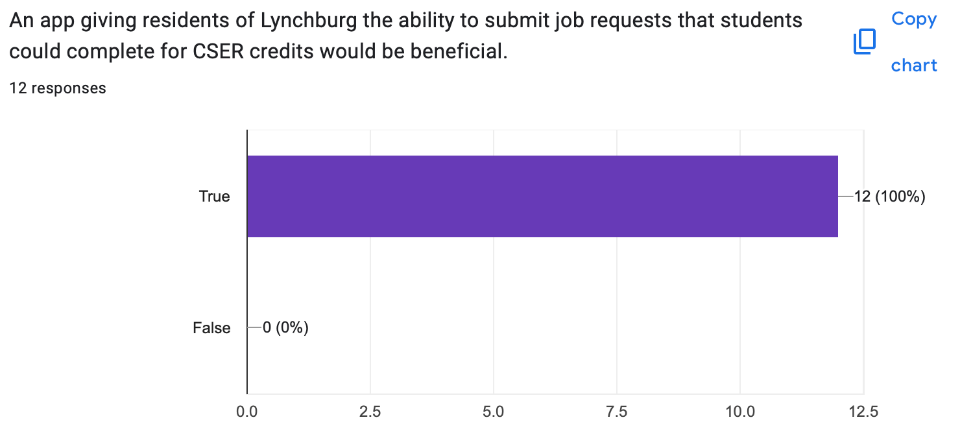 An app giving residents of Lynchburg the ability to submit job requests that students
could complete for CSER credits would be beneficial.
Copy
chart
12 responses
True
12 (100%)
False
0 (0%)
0.0
2.5
5.0
7.5
10.0
12.5